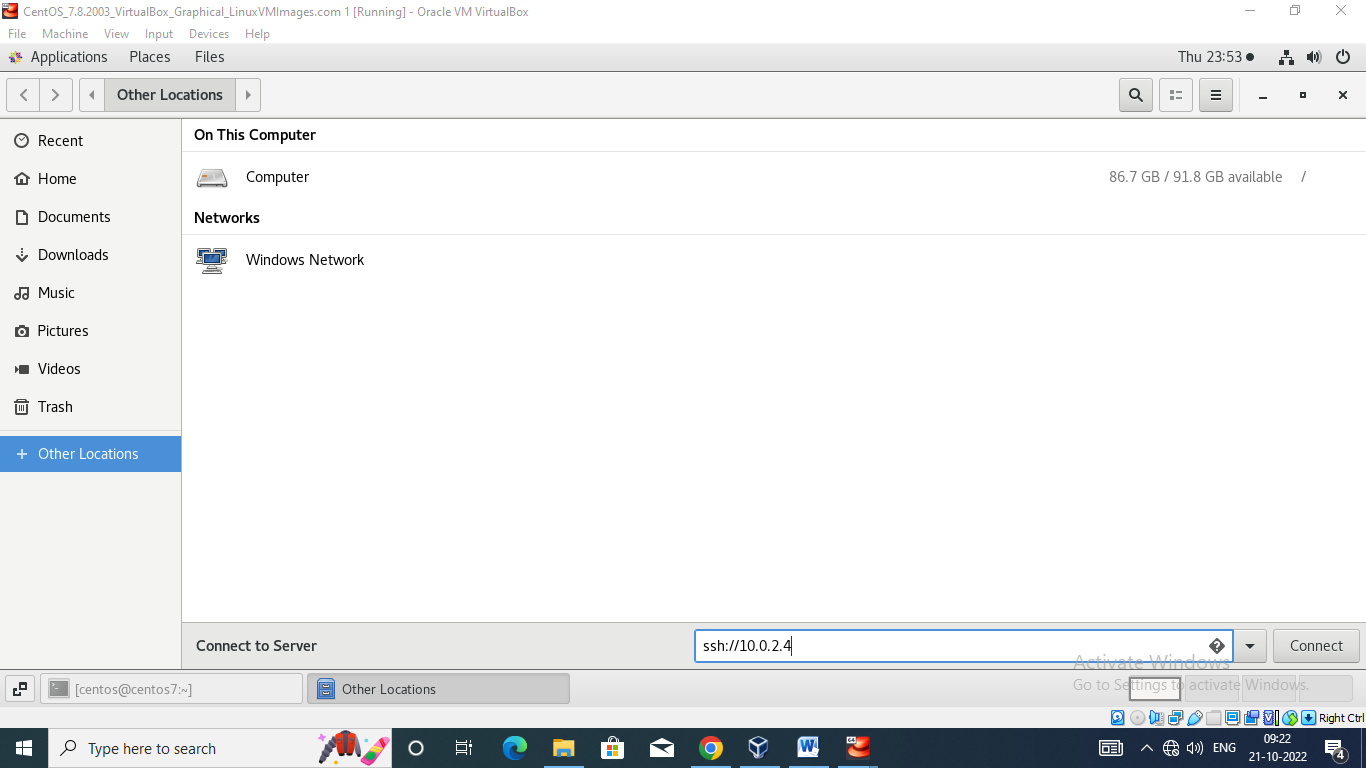 CentOS_7.8.2003_VirtualBox_Graphical_LinuxVMImages.com 1 [Running] - Oracle VM VirtualBox
File Machine View Input Devices Help
Applications Places Files Thu 23:53
Other Locations
Recent
Home
Documents
Downloads
Music
Pictures
Videos
Trash
+ Other Locations
On This Computer
Computer 86.7 GB / 91.8 GB available /
Networks
Windows Network
Connect to Server ssh://10.0.2.4 Connect
Activate Windows
Go to Settings to activate Windows.
[centos@centos7:~] Other Locations
Right Ctrl
Type here to search ENG 09:22
21-10-2022
4